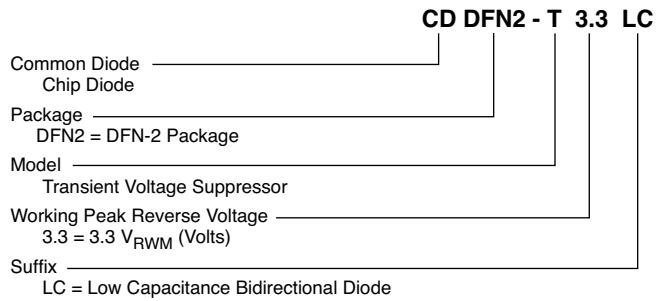 CD DFN2 - T 3.3 LC
Common Diode
Chip Diode
Package
DFN2 = DFN-2 Package
Model
Transient Voltage Suppressor
Working Peak Reverse Voltage
3.3 = 3.3 VRWM (Volts)
Suffix
LC = Low Capacitance Bidirectional Diode